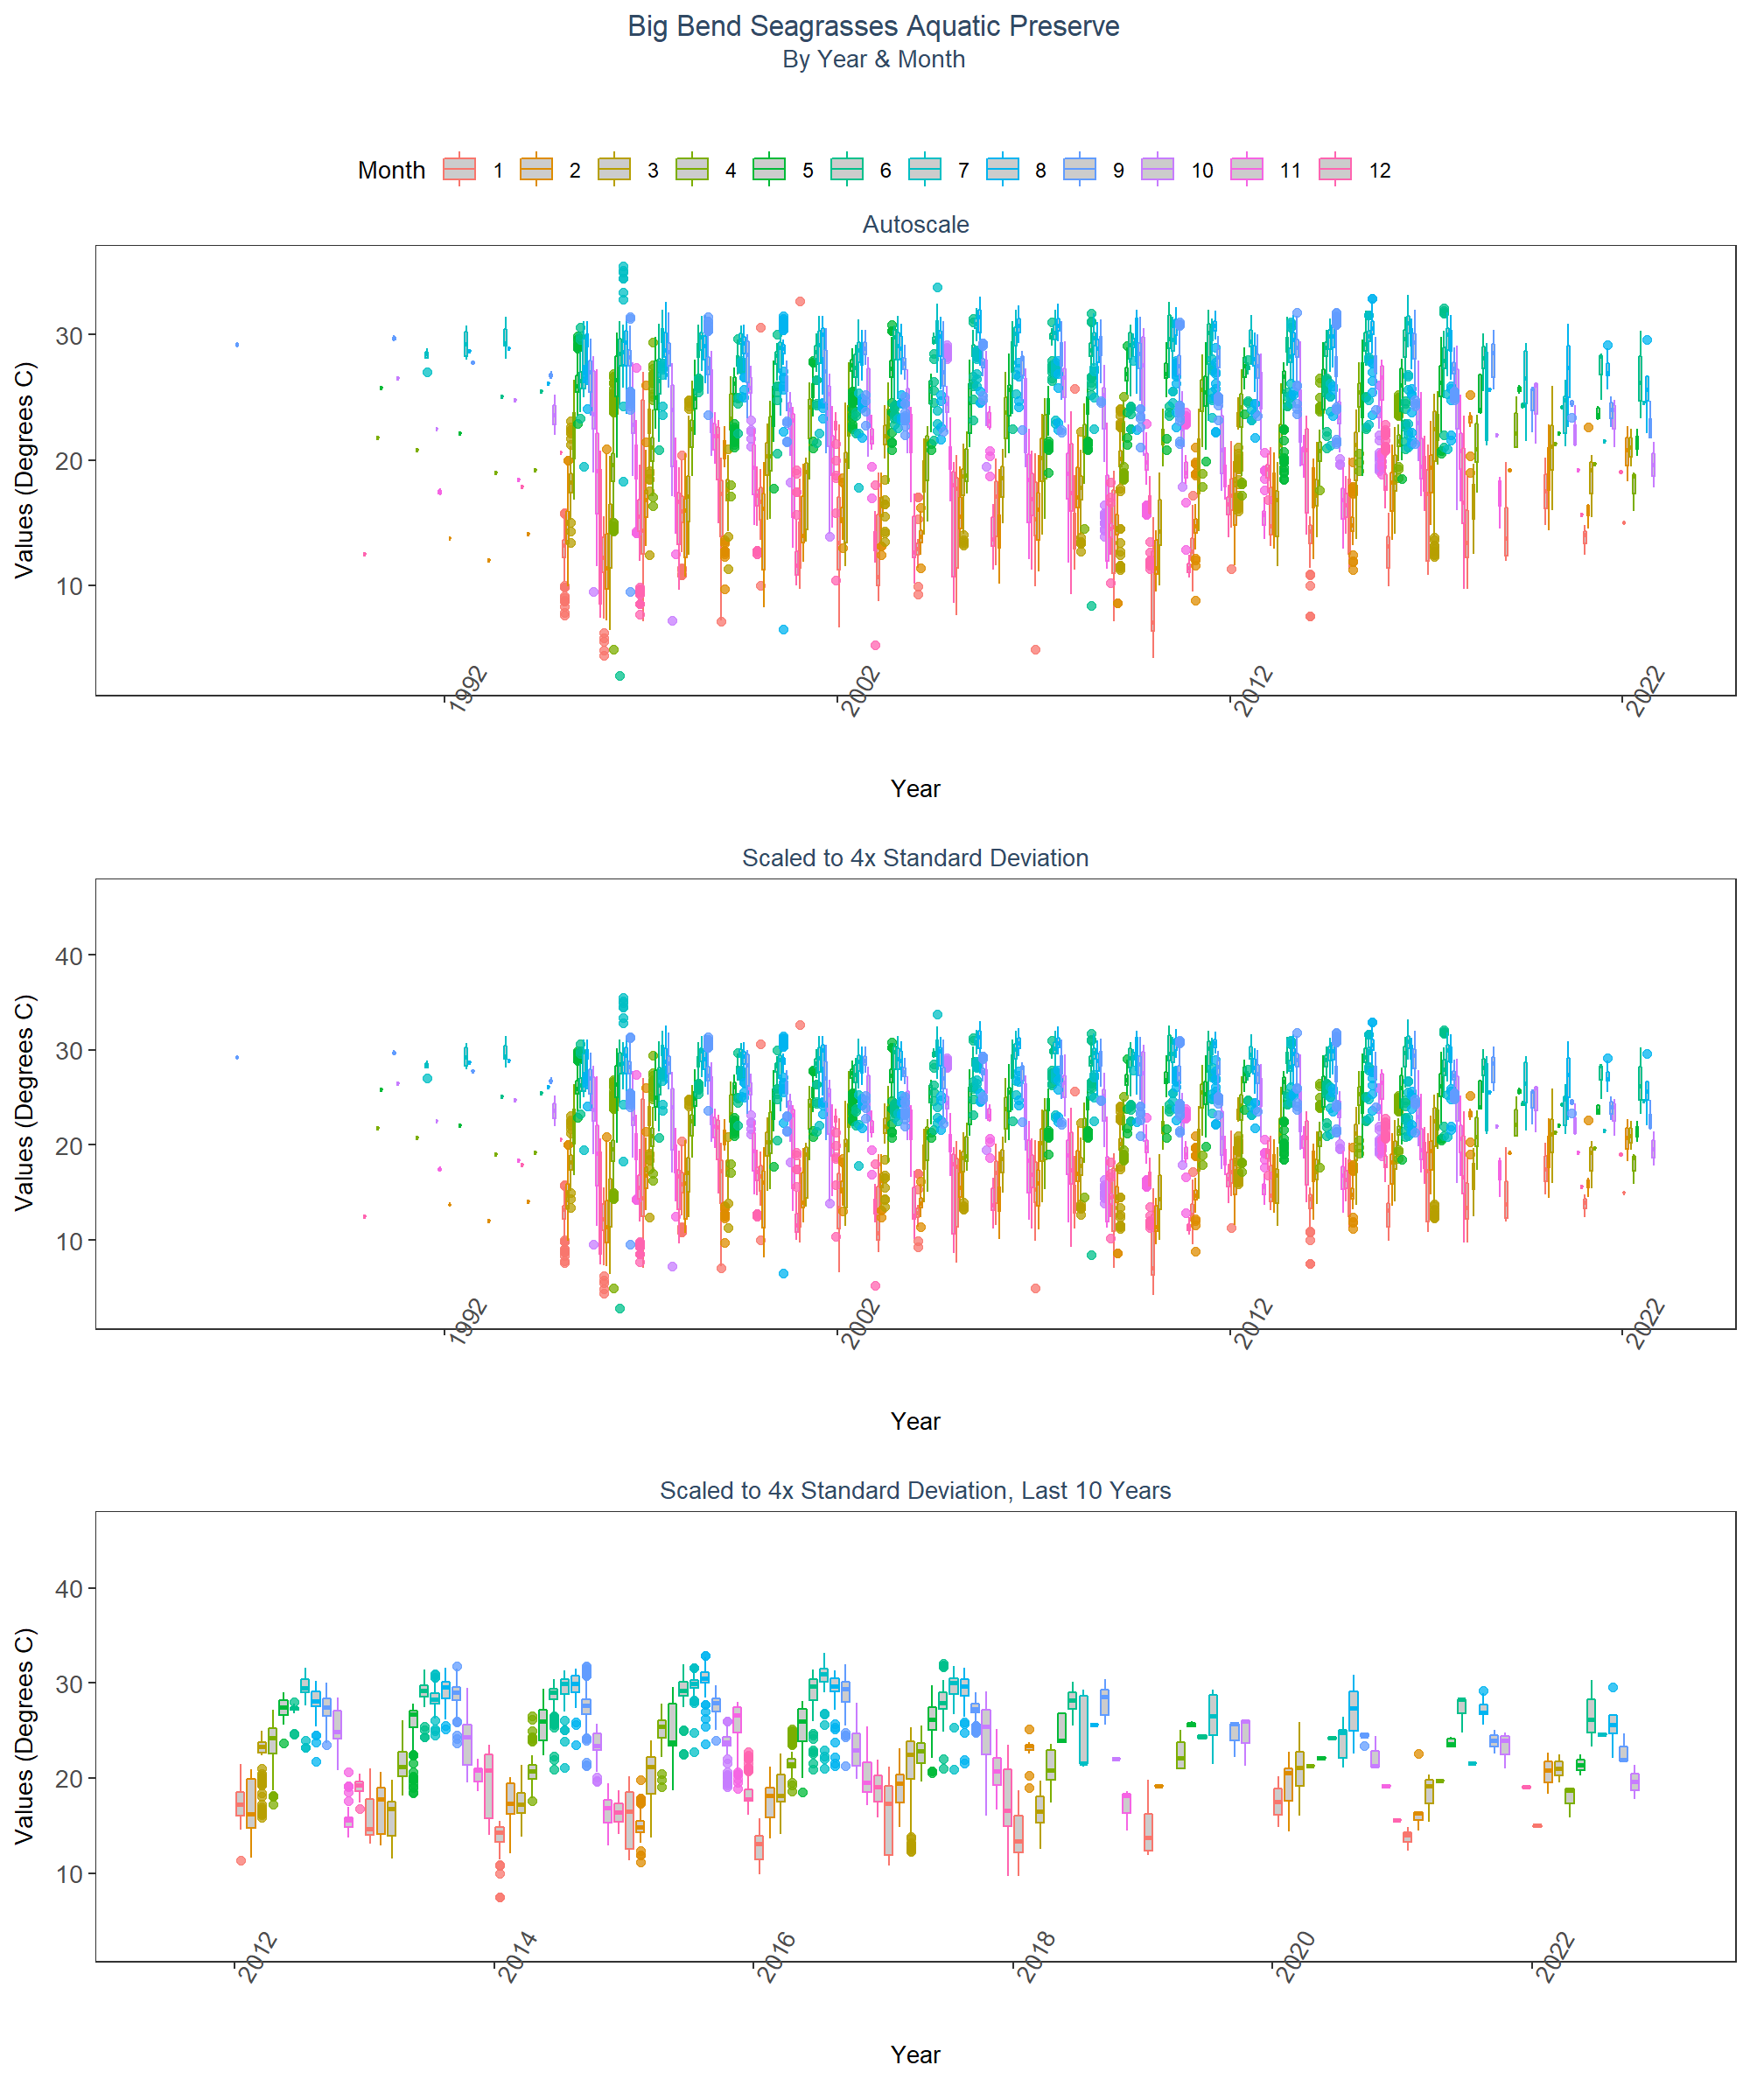 Big Bend Seagrasses Aquatic Preserve
By Year & Month
Month 1 2 3 4 5 6 7 8 9 10 11 12
Autoscale
Values (Degrees C)
30
20
10
1992 2002 2012 2022
Year
Scaled to 4x Standard Deviation
Values (Degrees C)
40
30
20
10
1992 2002 2012 2022
Year
Scaled to 4x Standard Deviation, Last 10 Years
Values (Degrees C)
40
30
20
10
2012 2014 2016 2018 2020 2022
Year